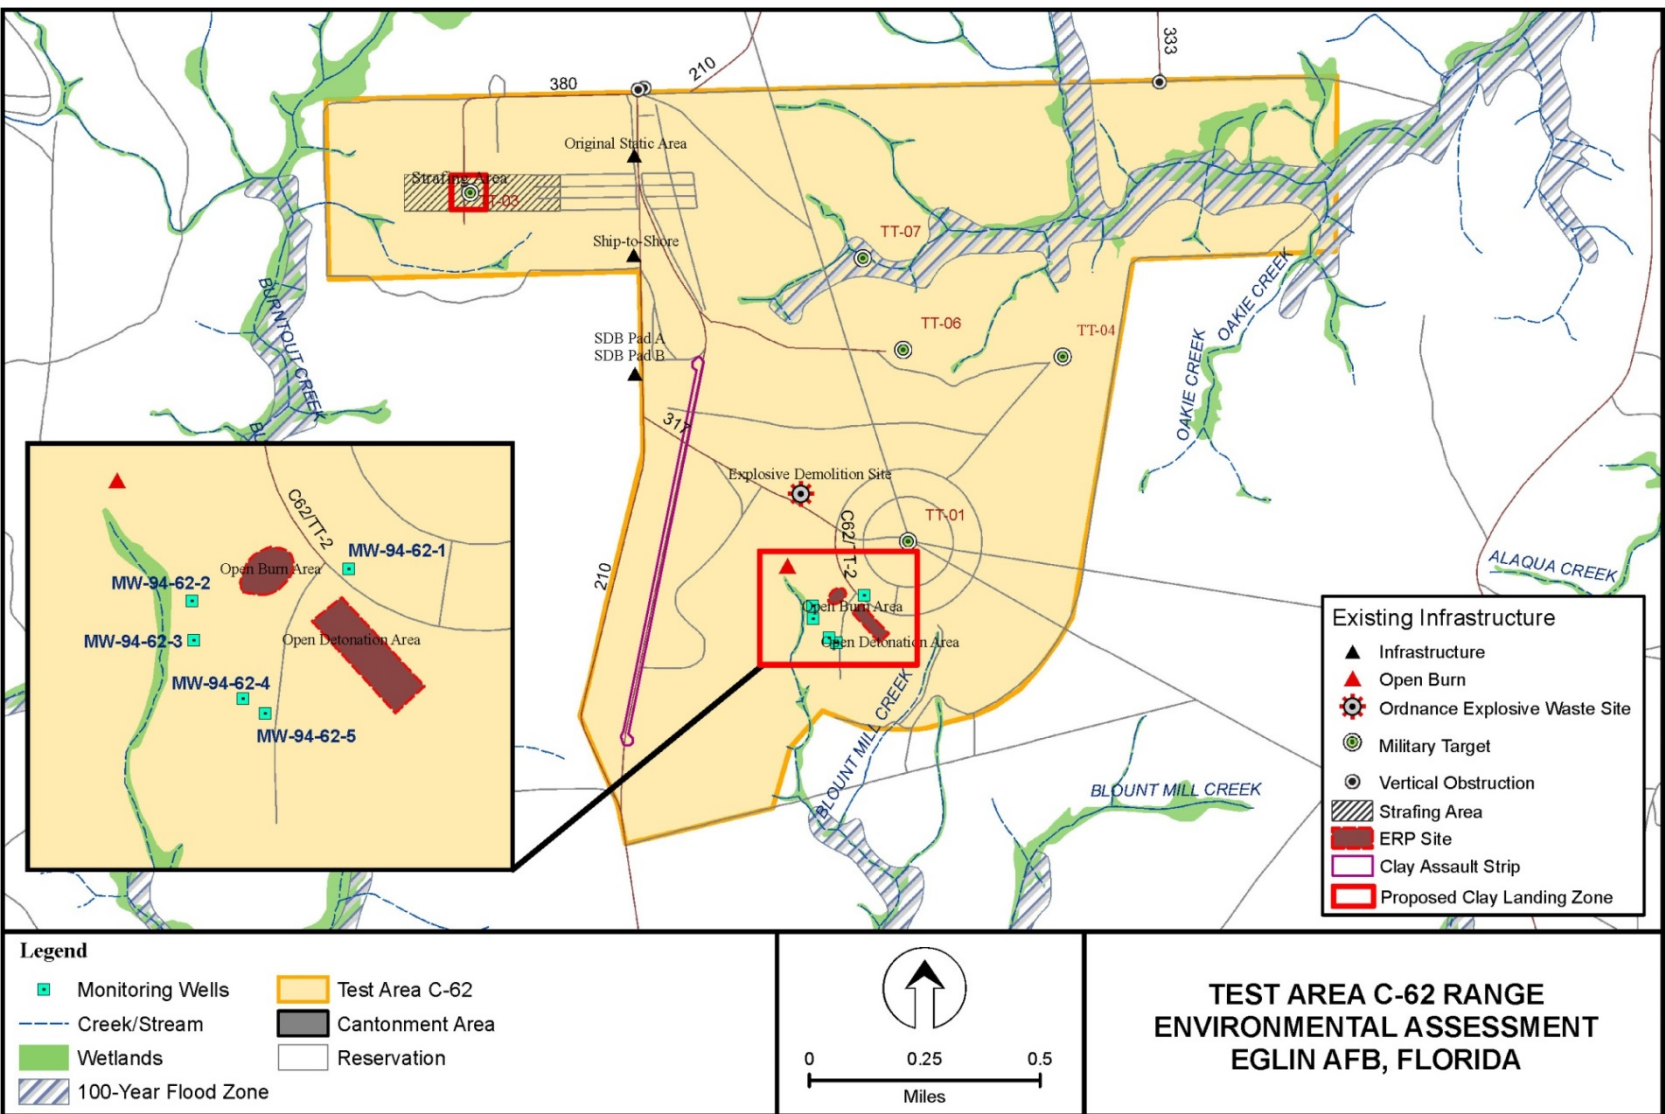 380
210
333
Original Static Area
Strafing Area
TT-03
Ship-to-Shore
TT-07
OAKIE CREEK
BURNTOUT CREEK
TT-06
TT-04
SDB Pad A
SDB Pad B
OAKIE CREEK
317
Explosive Demolition Site
TT-01
C62/TT-2
210
Open Burn Area
Open Detonation Area
ALAQUA CREEK
BLOUNT MILL CREEK
BLOUNT MILL CREEK
C62/TT-2
MW-94-62-1
Open Burn Area
MW-94-62-2
MW-94-62-3
Open Detonation Area
MW-94-62-4
MW-94-62-5
Existing Infrastructure
Infrastructure
Open Burn
Ordnance Explosive Waste Site
Military Target
Vertical Obstruction
Strafing Area
ERP Site
Clay Assault Strip
Proposed Clay Landing Zone
Legend
Monitoring Wells
Creek/Stream
Wetlands
100-Year Flood Zone
Test Area C-62
Cantonment Area
Reservation
0 0.25 0.5
Miles
TEST AREA C-62 RANGE
ENVIRONMENTAL ASSESSMENT
EGLIN AFB, FLORIDA